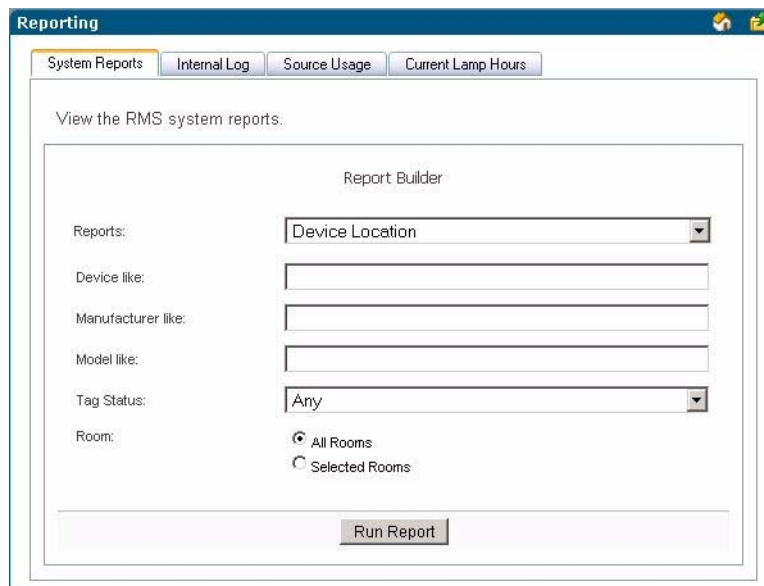 Reporting
System Reports Internal Log Source Usage Current Lamp Hours
View the RMS system reports.
Report Builder
Reports: Device Location
Device like:
Manufacturer like:
Model like:
Tag Status: Any
Room: All Rooms
Selected Rooms
Run Report